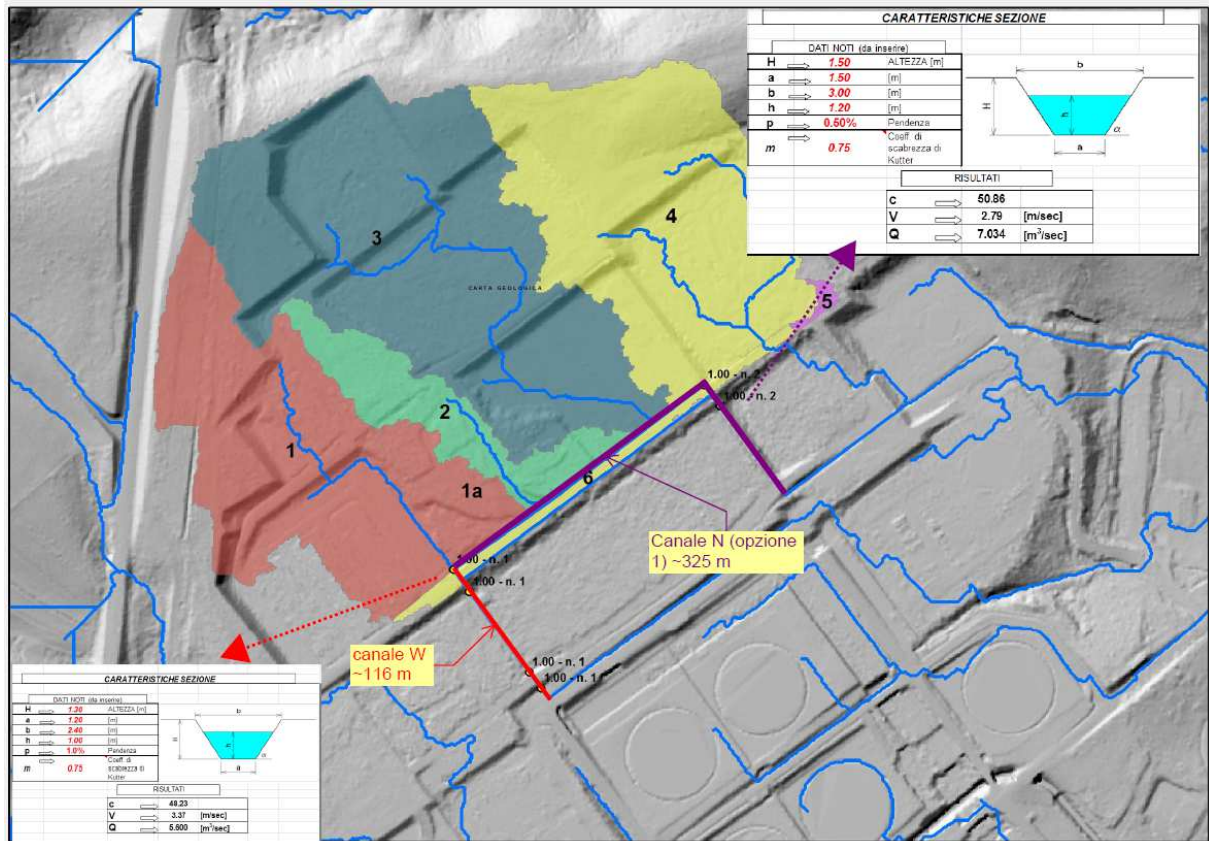 CARATTERISTICHE SEZIONE
DATI NOTI (da inserire)
H 1.50 ALTEZZA [m]
a 1.50 [m]
b 3.00 [m]
h 1.20 [m]
p 0.60% Pendenza
m 0.75 Coeff. di scabrezza di Kutter
b
H
h
α
a
RISULTATI
c 50.86
V 2.79 [m/sec]
Q 7.034 [m³/sec]
4
3
CARTA GEOLOGICA
5
1.00 - n. 2
1.00 - n. 2
2
1
6
1a
Canale N (opzione
1) ~325 m
1.00 - n. 1
1.00 - n. 1
canale W
~116 m
1.00 - n. 1
1.00 - n. 1
CARATTERISTICHE SEZIONE
DATI NOTI (da inserire)
H 1.30 ALTEZZA [m]
a 1.20 [m]
b 2.40 [m]
h 1.00 [m]
p 1.0% Pendenza
m 0.75 Coeff. di scabrezza di Kutter
b
H
h
α
a
RISULTATI
c 48.23
V 3.37 [m/sec]
Q 5.600 [m³/sec]